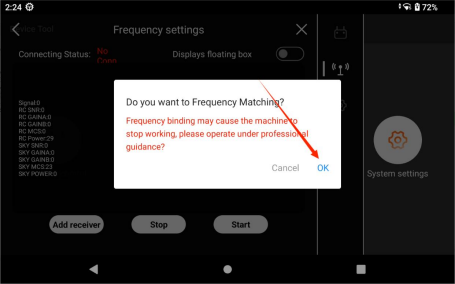 2:24
72%
Device Tool
Frequency settings
Connecting Status: No Conn
Displays floating box
Signal:0
RC SNR:0
RC GAINA:0
RC GAINB:0
RC MCS:0
RC Power:29
SKY SNR:0
SKY GAINA:0
SKY GAINB:0
SKY MCS:23
SKY POWER:0
Do you want to Frequency Matching?
Frequency binding may cause the machine to
stop working, please operate under professional
guidance?
Cancel
OK
System settings
Add receiver
Stop
Start